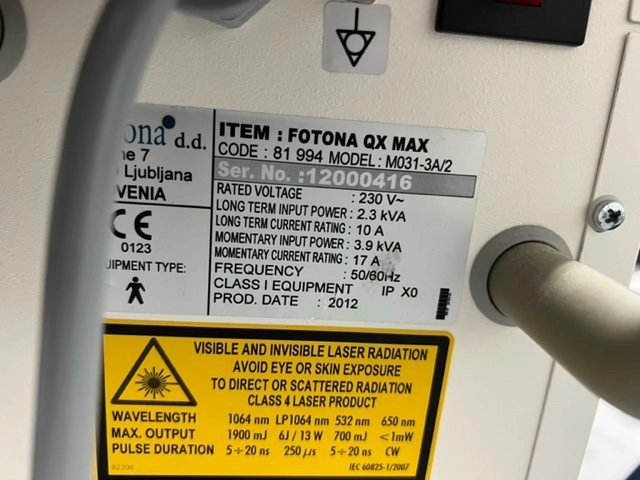 ona d.d.
ne 7
Ljubljana
VENIA
CE
0123
UIPMENT TYPE:
ITEM : FOTONA QX MAX
CODE : 81 994 MODEL: M031-3A/2
Ser. No. :12000416
RATED VOLTAGE : 230 V~
LONG TERM INPUT POWER : 2.3 kVA
LONG TERM CURRENT RATING : 10 A
MOMENTARY INPUT POWER : 3.9 kVA
MOMENTARY CURRENT RATING : 17 A
FREQUENCY : 50/60Hz
CLASS I EQUIPMENT IP X0
PROD. DATE : 2012
VISIBLE AND INVISIBLE LASER RADIATION
AVOID EYE OR SKIN EXPOSURE
TO DIRECT OR SCATTERED RADIATION
CLASS 4 LASER PRODUCT
WAVELENGTH 1064 nm LP1064 nm 532 nm 650 nm
MAX. OUTPUT 1900 mJ 6J / 13 W 700 mJ <1mW
PULSE DURATION 5÷20 ns 250 µs 5÷20 ns CW
82206 IEC 60825-1/2007